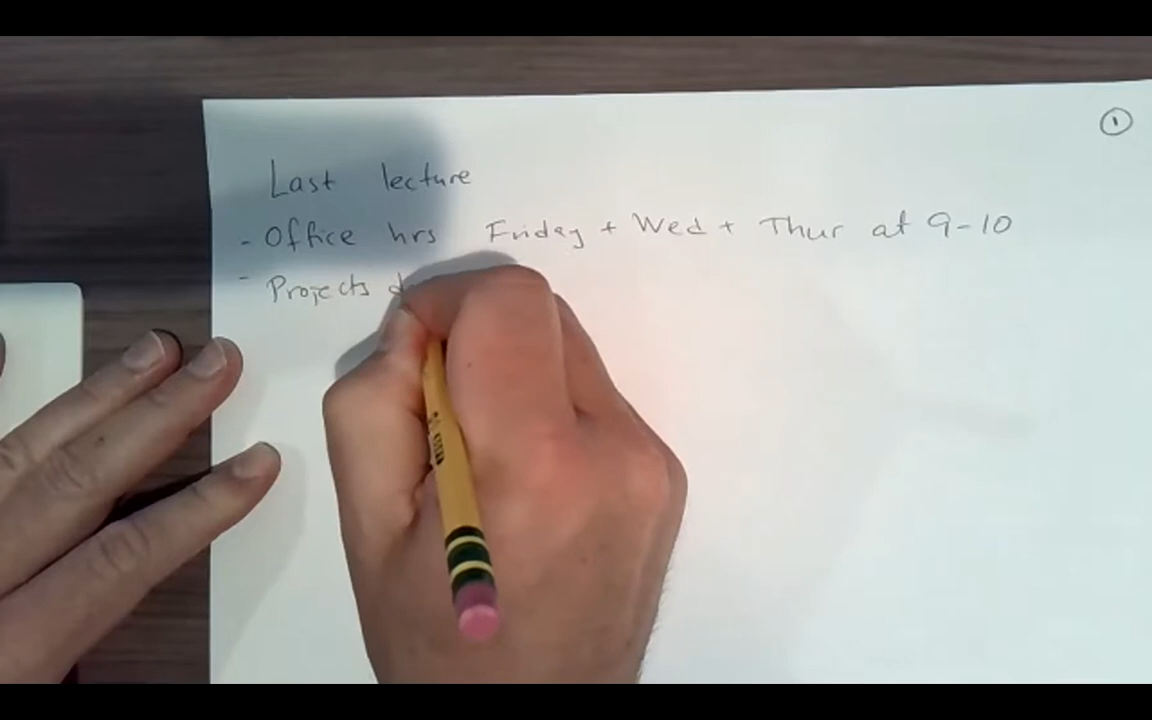 ①
Last lecture
- Office hrs Friday + Wed + Thur at 9-10
- Projects d